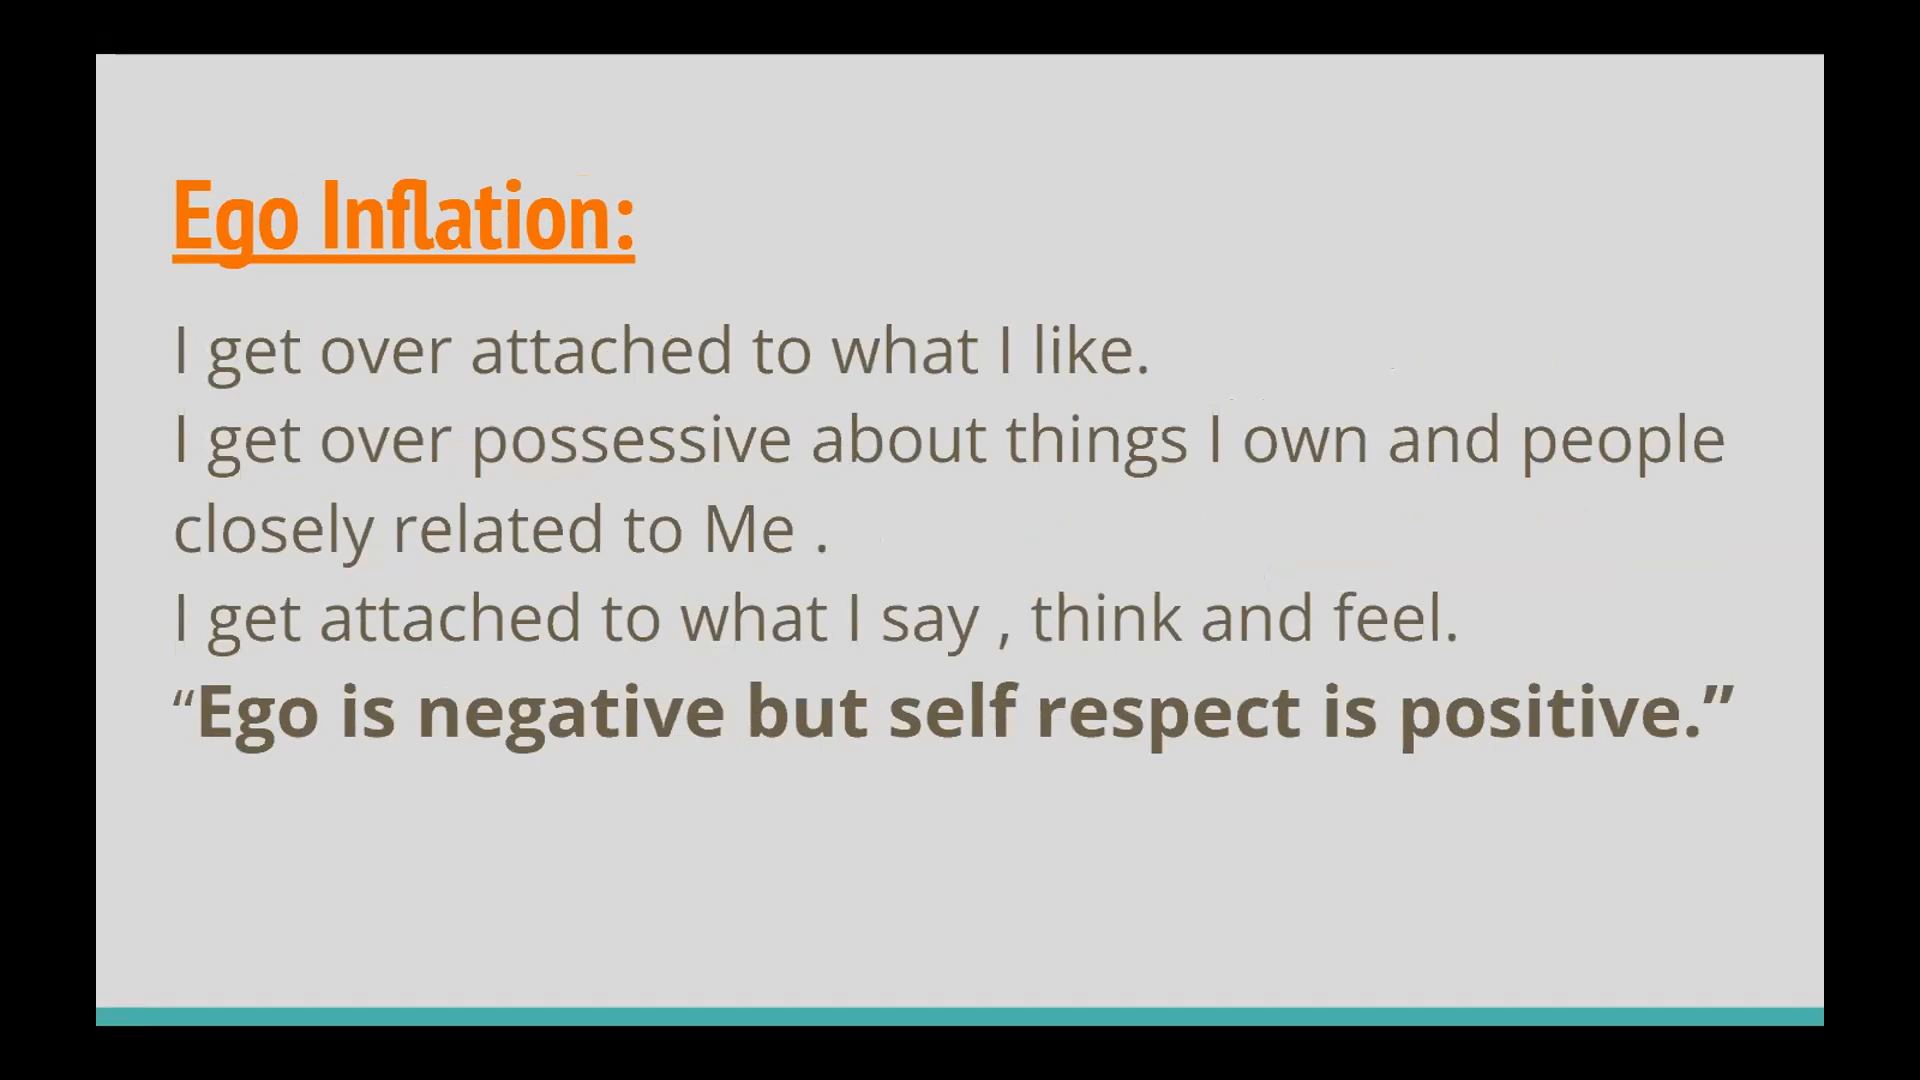 Ego Inflation:
I get over attached to what I like.
I get over possessive about things I own and people
closely related to Me .
I get attached to what I say , think and feel.
“Ego is negative but self respect is positive.”